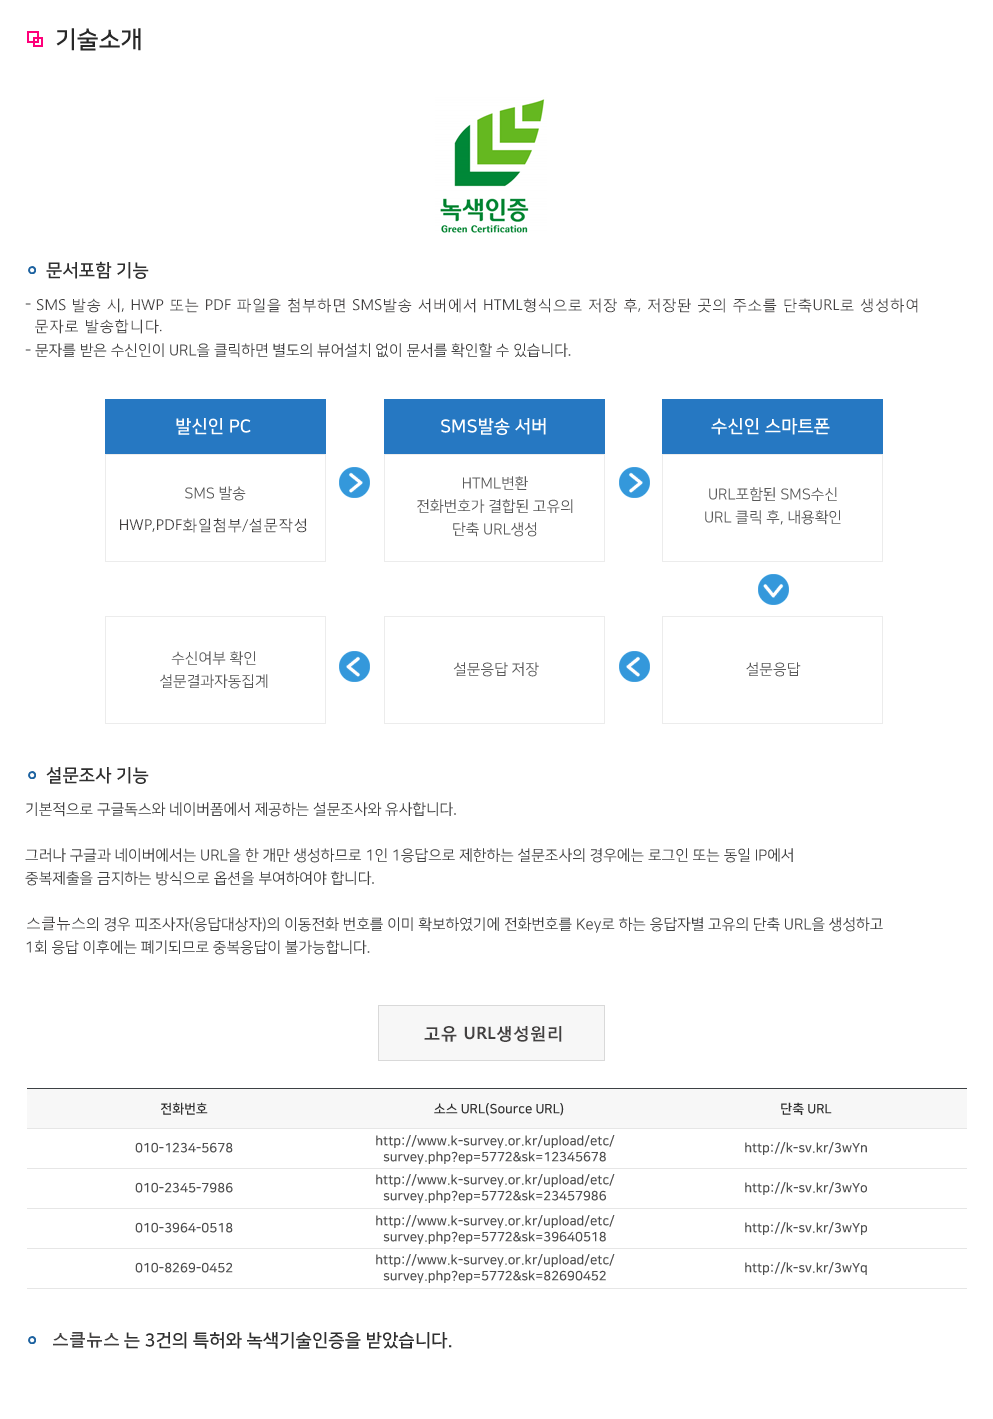 기술소개
녹색인증
Green Certification
문서포함 기능
- SMS 발송 시, HWP 또는 PDF 파일을 첨부하면 SMS발송 서버에서 HTML형식으로 저장 후, 저장된 곳의 주소를 단축URL로 생성하여
문자로 발송합니다.
- 문자를 받은 수신인이 URL을 클릭하면 별도의 뷰어설치 없이 문서를 확인할 수 있습니다.
발신인 PC
SMS 발송
HWP,PDF화일첨부/설문작성
SMS발송 서버
HTML변환
전화번호가 결합된 고유의
단축 URL생성
수신인 스마트폰
URL포함된 SMS수신
URL 클릭 후, 내용확인
설문응답
설문응답 저장
수신여부 확인
설문결과자동집계
설문조사 기능
기본적으로 구글독스와 네이버폼에서 제공하는 설문조사와 유사합니다.
그러나 구글과 네이버에서는 URL을 한 개만 생성하므로 1인 1응답으로 제한하는 설문조사의 경우에는 로그인 또는 동일 IP에서
중복제출을 금지하는 방식으로 옵션을 부여하여야 합니다.
스클뉴스의 경우 피조사자(응답대상자)의 이동전화 번호를 이미 확보하였기에 전화번호를 Key로 하는 응답자별 고유의 단축 URL을 생성하고
1회 응답 이후에는 폐기되므로 중복응답이 불가능합니다.
고유 URL생성원리
전화번호 소스 URL(Source URL) 단축 URL
010-1234-5678 http://www.k-survey.or.kr/upload/etc/ http://k-sv.kr/3wYn
survey.php?ep=5772&sk=12345678
010-2345-7986 http://www.k-survey.or.kr/upload/etc/ http://k-sv.kr/3wYo
survey.php?ep=5772&sk=23457986
010-3964-0518 http://www.k-survey.or.kr/upload/etc/ http://k-sv.kr/3wYp
survey.php?ep=5772&sk=39640518
010-8269-0452 http://www.k-survey.or.kr/upload/etc/ http://k-sv.kr/3wYq
survey.php?ep=5772&sk=82690452
스클뉴스 는 3건의 특허와 녹색기술인증을 받았습니다.